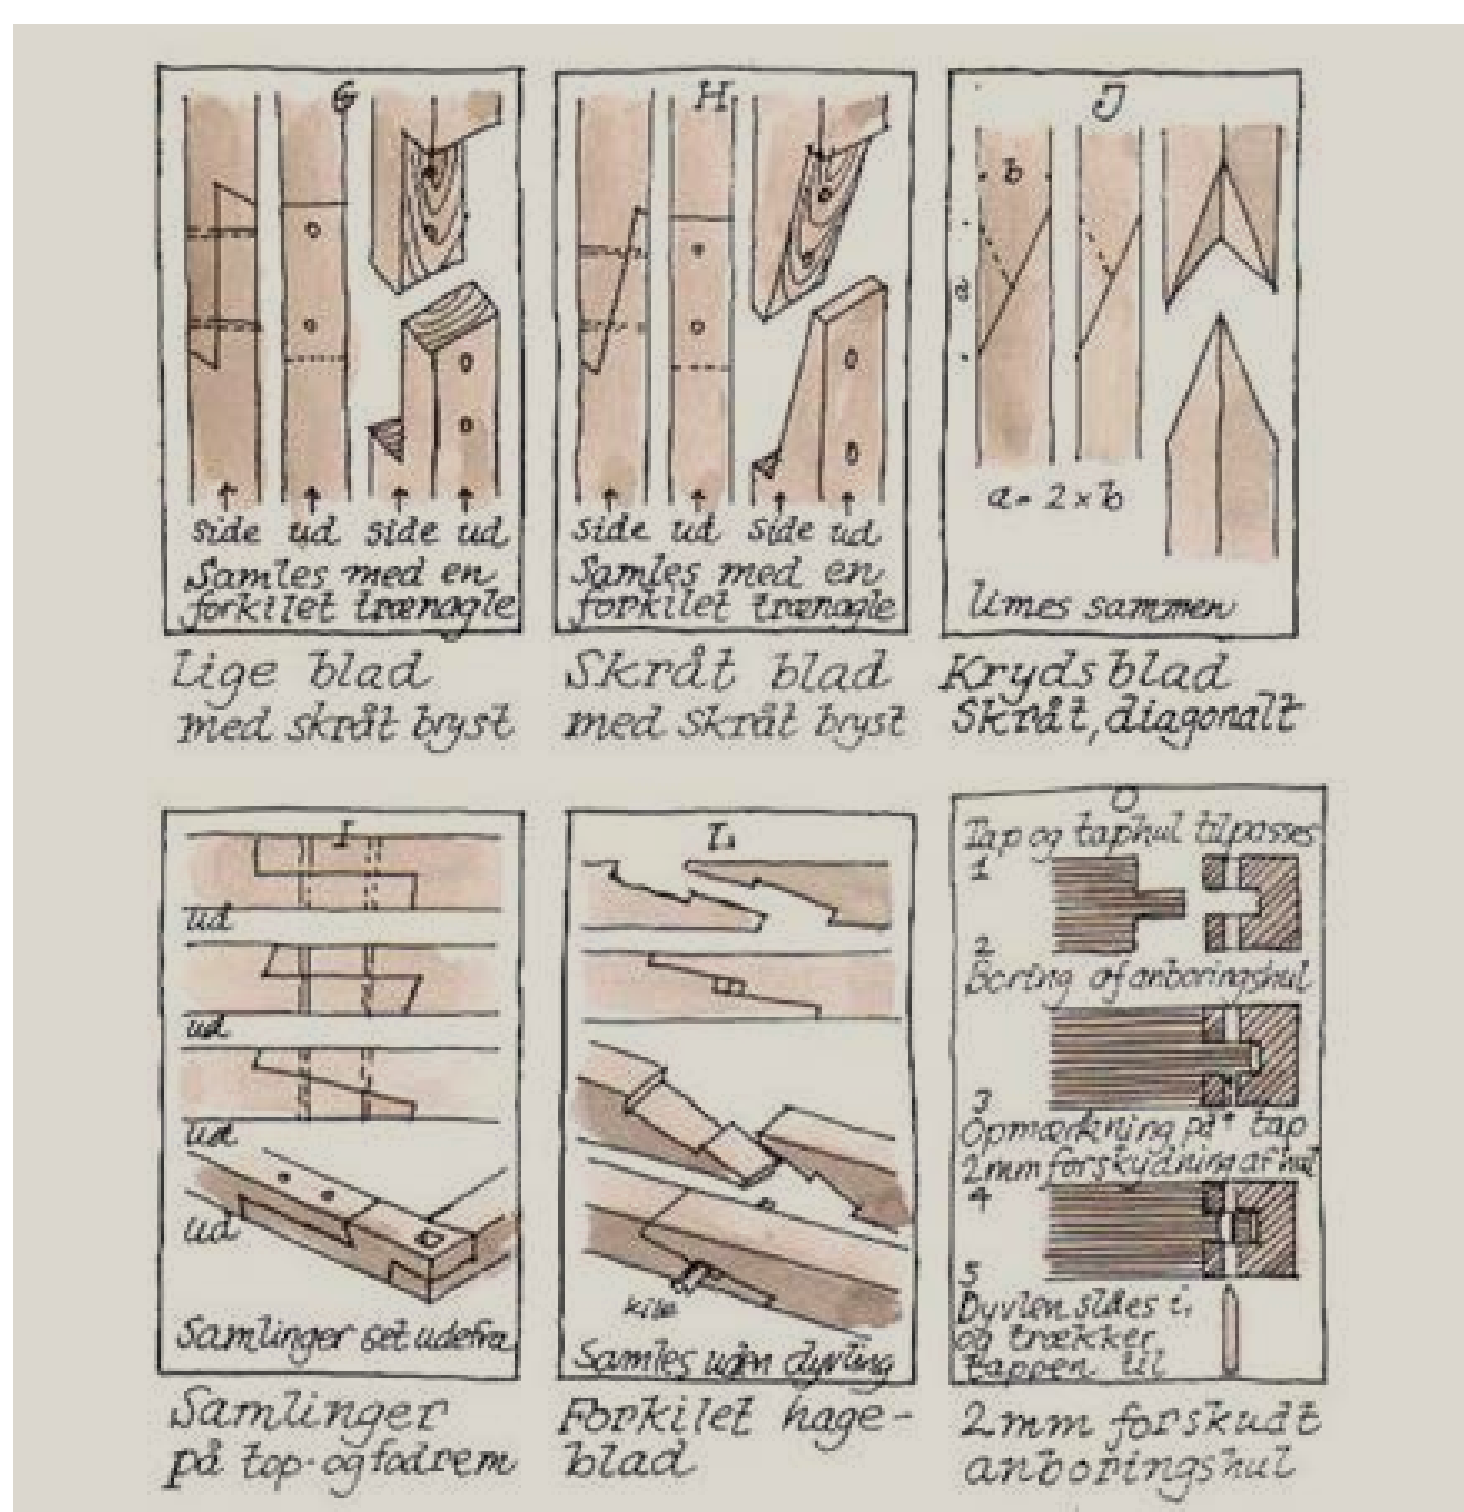 G
side ud side ud
Samles med en
forkilet trænagle
Lige blad
med skråt bryst
H
side ud side ud
Samles med en
forkilet trænagle
Skråt blad
med Skråt bryst
J
b
a
a = 2 x b
limes sammen
Kryds blad
Skråt, diagonalt
I
ud
ud
ud
ud
Samlinger set udefra
Samlinger
på top- og fodrem
L
kile
Samles uden dyvling
Forkilet hage-
blad
O
Tap og taphul tilpasses
1
2
Boring af anboringshul
3
Opmærkning på tap
2mm forskydning af hul
4
5
Dyvlen slåes i,
og trækker
tappen til
2mm forskudt
anboringshul